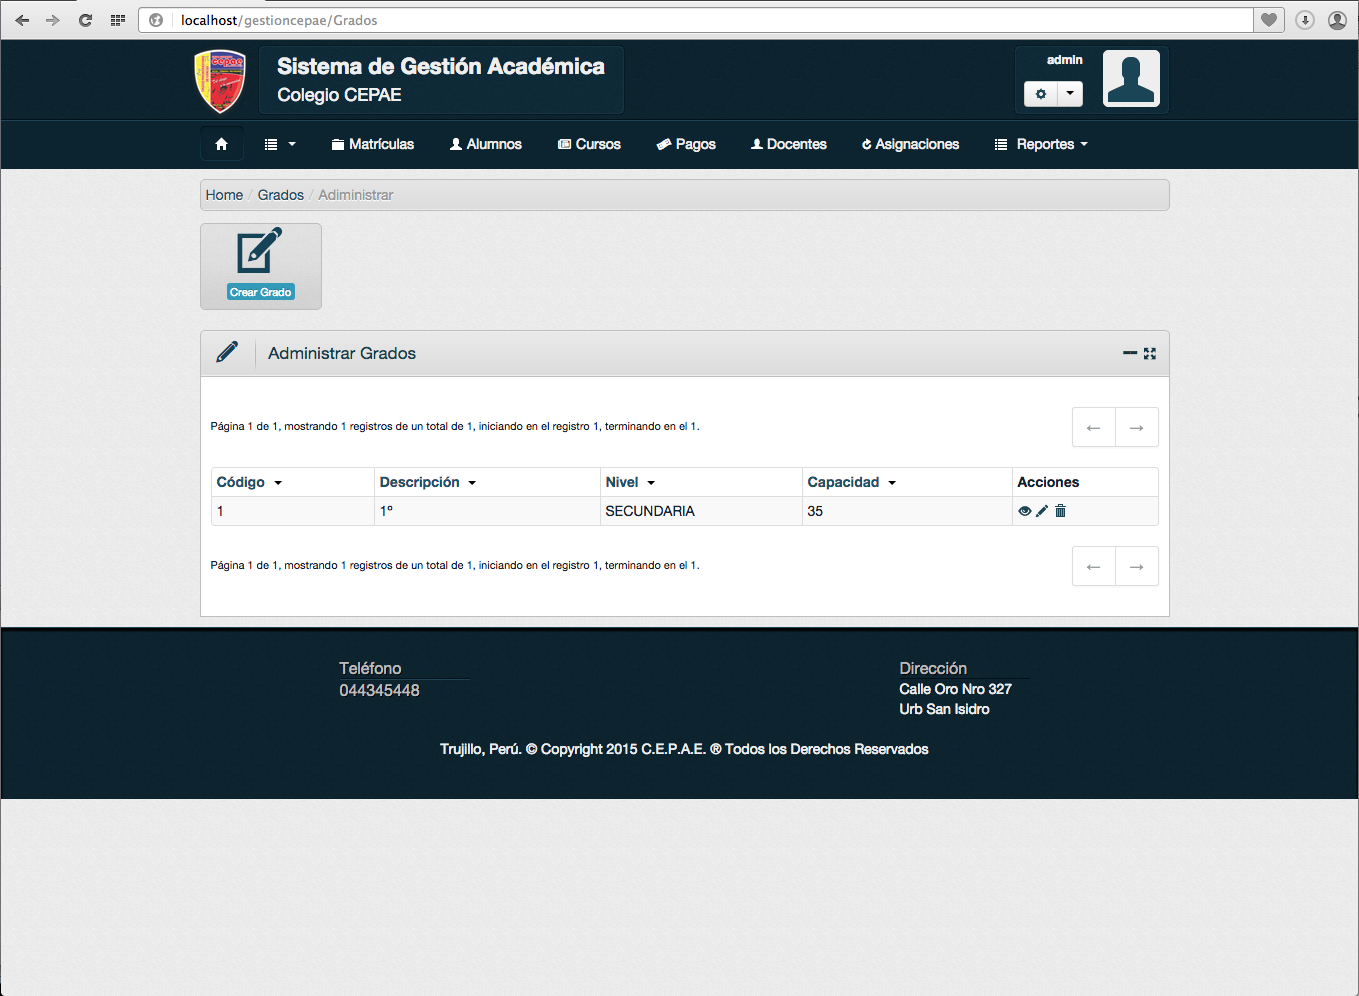 localhost/gestioncepae/Grados
cepae
Sistema de Gestión Académica
Colegio CEPAE
admin
Matrículas Alumnos Cursos Pagos Docentes Asignaciones Reportes
Home / Grados / Adiministrar
Crear Grado
Administrar Grados
Página 1 de 1, mostrando 1 registros de un total de 1, iniciando en el registro 1, terminando en el 1.
← →
Código Descripción Nivel Capacidad Acciones
1 1º SECUNDARIA 35
Página 1 de 1, mostrando 1 registros de un total de 1, iniciando en el registro 1, terminando en el 1.
← →
Teléfono
044345448
Dirección
Calle Oro Nro 327
Urb San Isidro
Trujillo, Perú. © Copyright 2015 C.E.P.A.E. ® Todos los Derechos Reservados